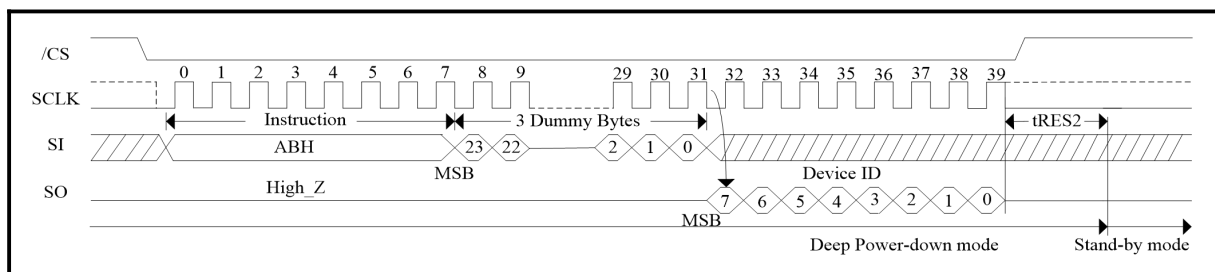 /CS
0 1 2 3 4 5 6 7 8 9 29 30 31 32 33 34 35 36 37 38 39
SCLK
Instruction 3 Dummy Bytes tRES2
SI ABH 23 22 2 1 0
MSB Device ID
SO High_Z 7 6 5 4 3 2 1 0
MSB
Deep Power-down mode Stand-by mode